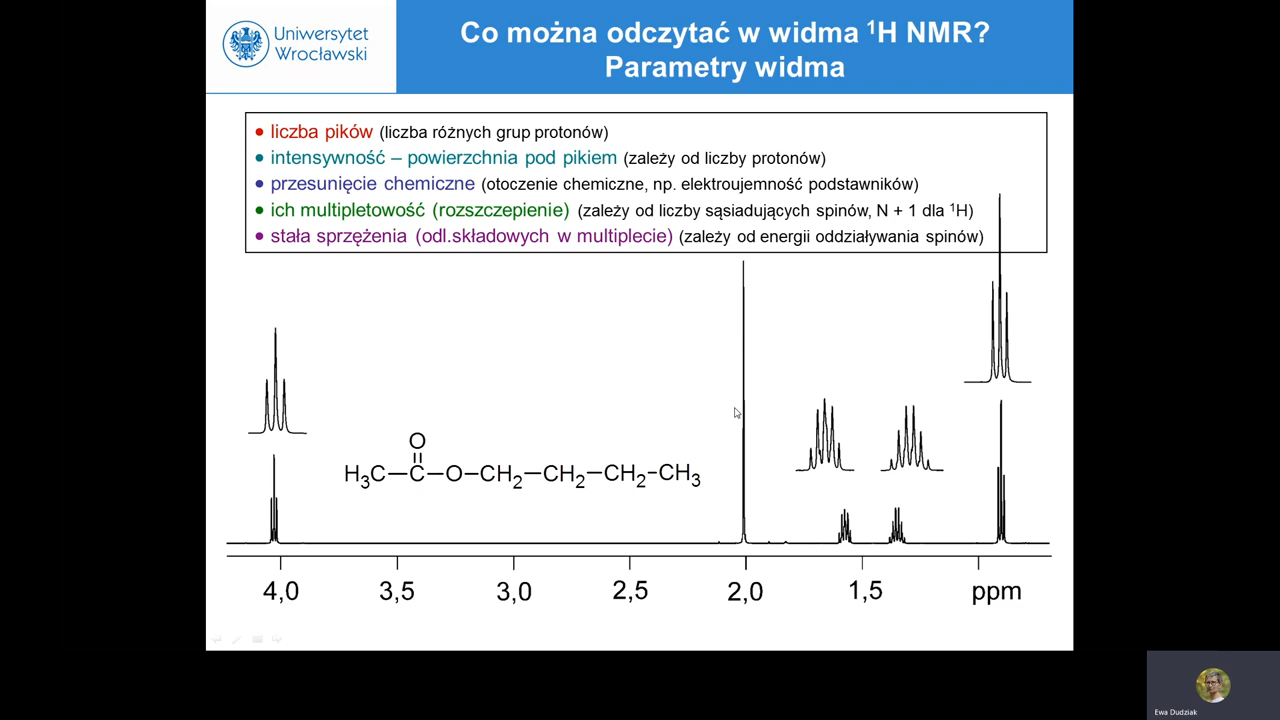 Uniwersytet
Wrocławski
Co można odczytać w widma ¹H NMR?
Parametry widma
• liczba pików (liczba różnych grup protonów)
• intensywność – powierzchnia pod pikiem (zależy od liczby protonów)
• przesunięcie chemiczne (otoczenie chemiczne, np. elektroujemność podstawników)
• ich multipletowość (rozszczepienie) (zależy od liczby sąsiadujących spinów, N + 1 dla ¹H)
• stała sprzężenia (odl.składowych w multiplecie) (zależy od energii oddziaływania spinów)
O
H₃C–C–O–CH₂–CH₂–CH₂–CH₃
4,0 3,5 3,0 2,5 2,0 1,5 ppm
Ewa Dudziak